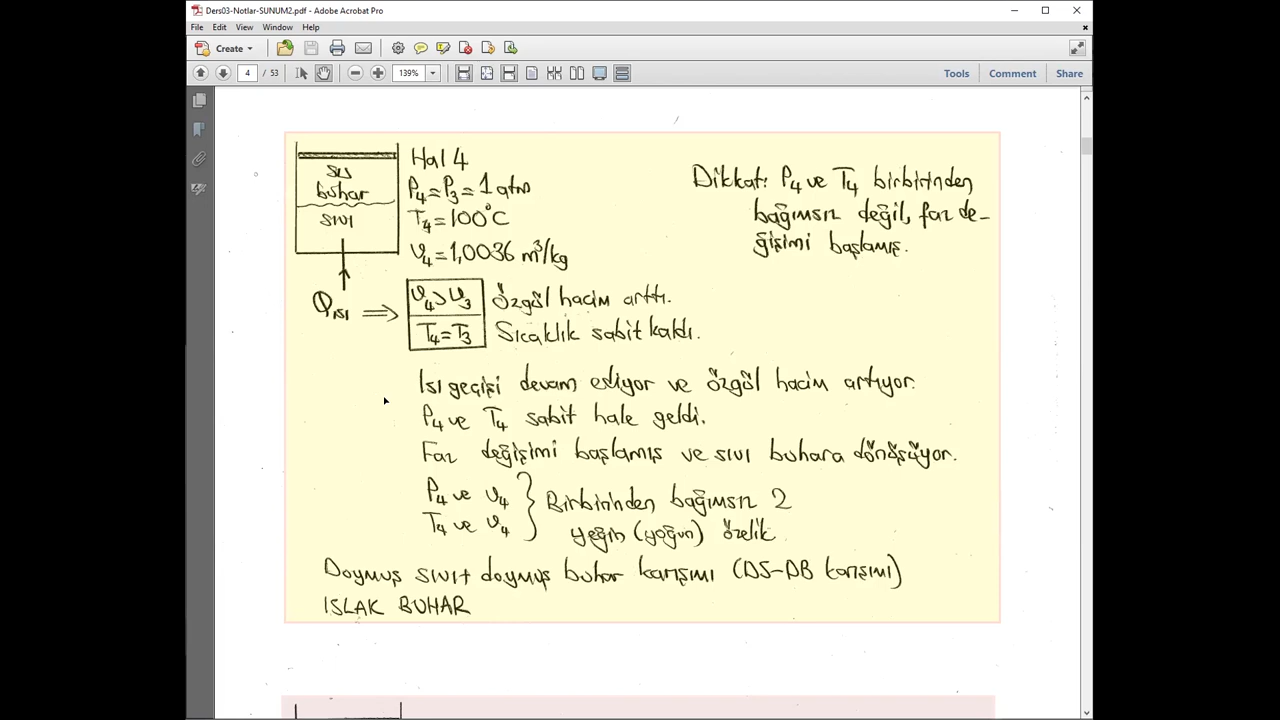 Ders03-Notlar-SUNUM2.pdf - Adobe Acrobat Pro
File Edit View Window Help
Create
4 / 53 139% Tools Comment Share
su
buhar
sıvı
Qısı ⇒
Hal 4
P4=P3=1 atm
T4=100°C
v4=1,0036 m³/kg
Dikkat: P4 ve T4 birbirinden
bağımsız değil, faz de-
ğişimi başlamış.
v4>v3 Özgül hacim arttı.
T4=T3 Sıcaklık sabit kaldı.
Isı geçişi devam ediyor ve özgül hacim artıyor.
P4 ve T4 sabit hale geldi.
Faz değişimi başlamış ve sıvı buhara dönüşüyor.
P4 ve v4
T4 ve v4
} Birbirinden bağımsız 2
yeğin (yoğun) özelik
Doymuş sıvı+doymuş buhar karışımı (DS-DB karışımı)
ISLAK BUHAR